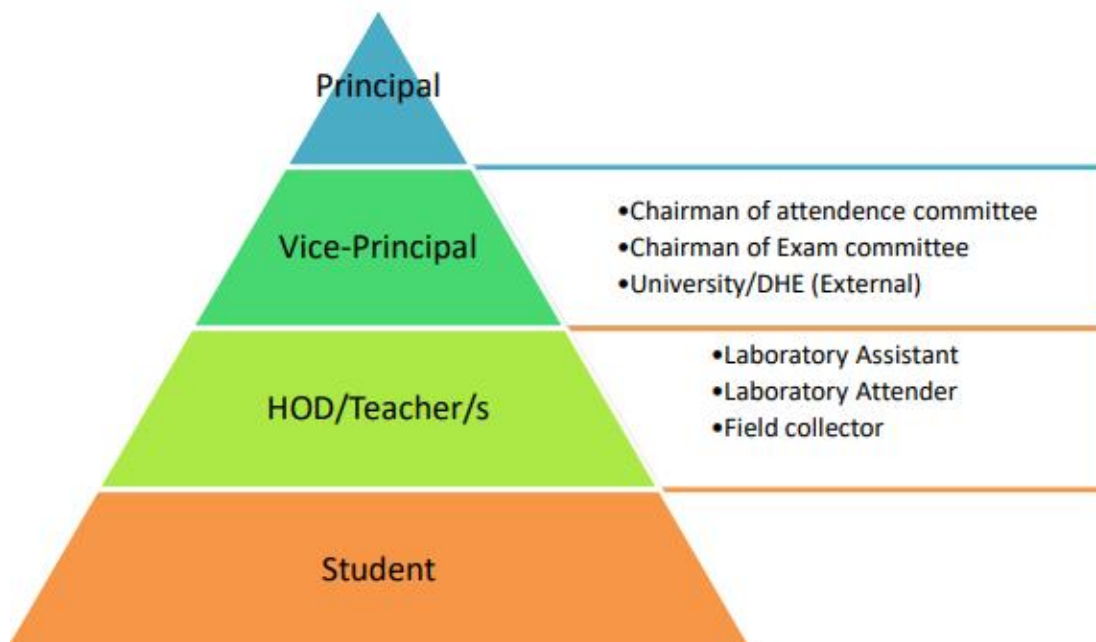 Principal
Vice-Principal
•Chairman of attendence committee
•Chairman of Exam committee
•University/DHE (External)
HOD/Teacher/s
•Laboratory Assistant
•Laboratory Attender
•Field collector
Student